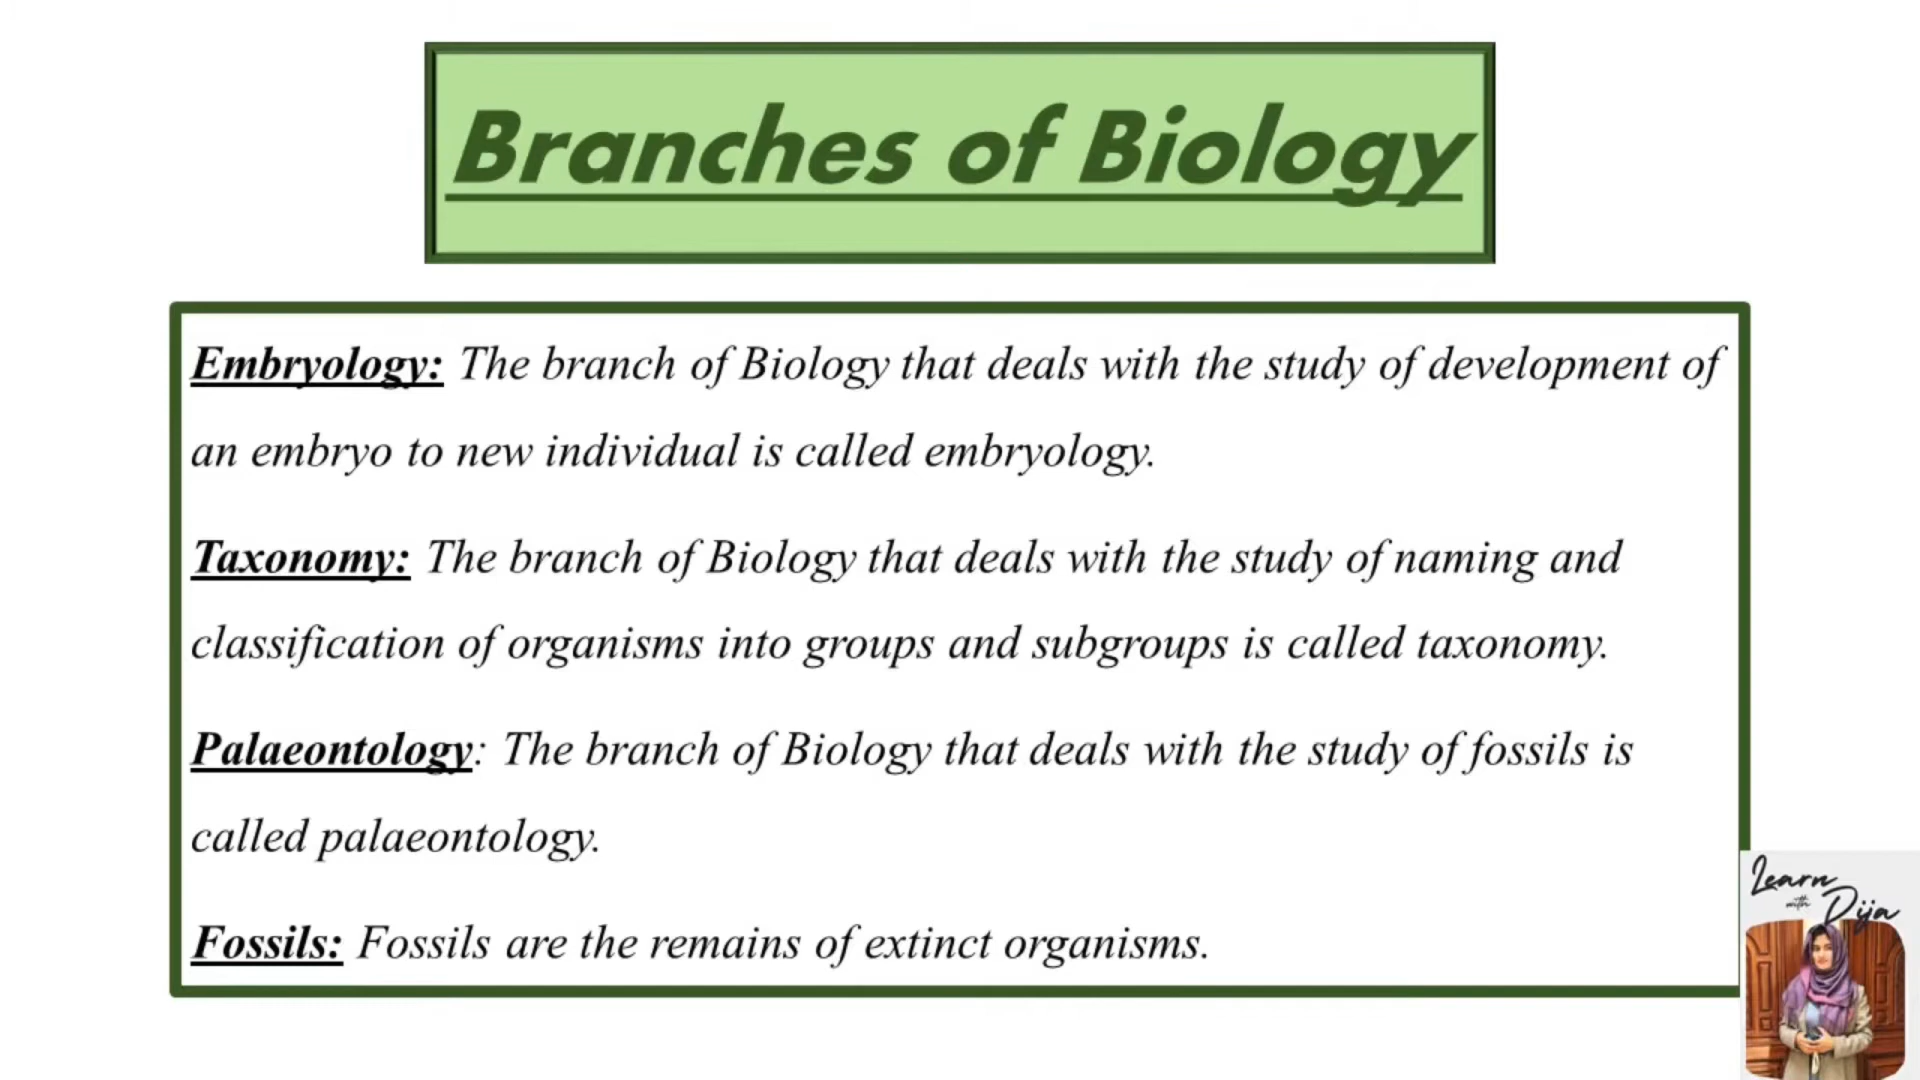 Branches of Biology
Embryology: The branch of Biology that deals with the study of development of
an embryo to new individual is called embryology.
Taxonomy: The branch of Biology that deals with the study of naming and
classification of organisms into groups and subgroups is called taxonomy.
Palaeontology: The branch of Biology that deals with the study of fossils is
called palaeontology.
Fossils: Fossils are the remains of extinct organisms.
Learn
with
Dija